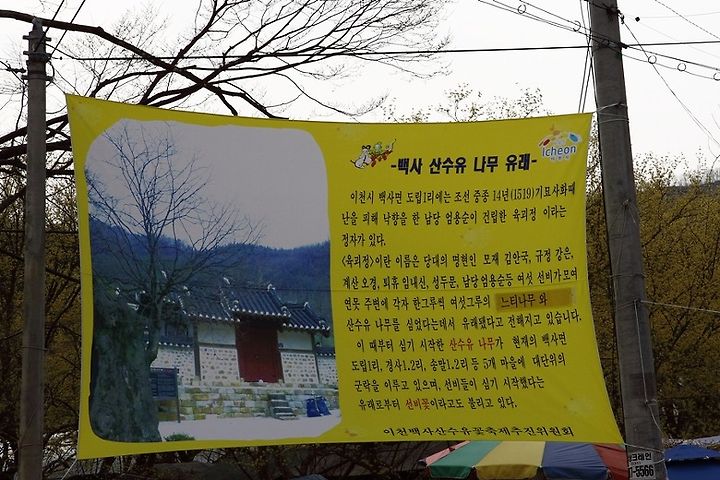 -백사 산수유 나무 유래-
Icheon
이천시 백사면 도립1리에는 조선 중종 14년(1519)기묘사화때
난을 피해 낙향을 한 남당 엄용순이 건립한 육괴정 이라는
정자가 있다.
〈육괴정〉이란 이름은 당대의 명현인 모재 김안국, 규정 강은,
계산 오경, 퇴휴 임내신, 성두문, 남당 엄용순등 여섯 선비가 모여
연못 주변에 각자 한그루씩 여섯그루의 느티나무 와
산수유 나무를 심었다는데서 유래됐다고 전해지고 있습니다.
이 때부터 심기 시작한 산수유 나무가 현재의 백사면
도립1리, 경사1.2리, 송말1.2리 등 5개 마을에 대단위의
군락을 이루고 있으며, 선비들이 심기 시작했다는
유래로부터 선비꽃이라고도 불리고 있다.
이천백사산수유꽃축제추진위원회
크레인
7-5566